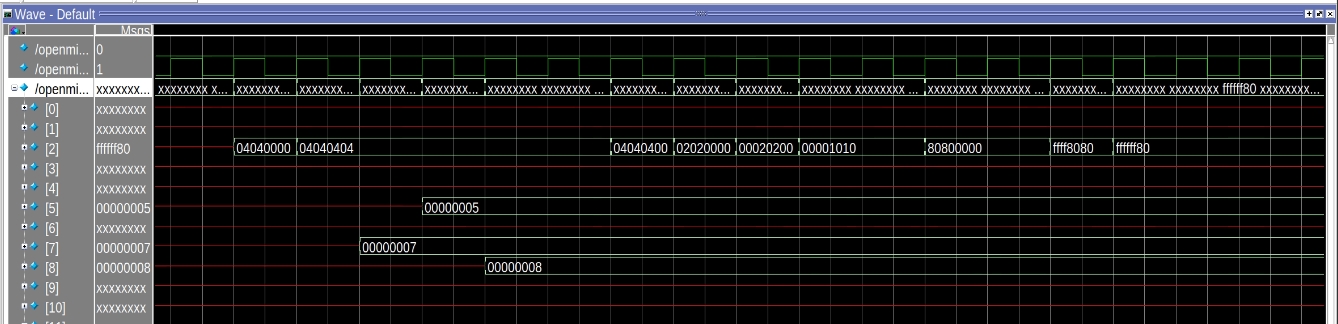 Wave - Default
Msgs
/openmi... 0
/openmi... 1
/openmi... xxxxxxx... xxxxxxxx x... xxxxxxx... xxxxxxx... xxxxxxx... xxxxxxx... xxxxxxxx xxxxxxxx ... xxxxxxx... xxxxxxx... xxxxxxx... xxxxxxxx xxxxxxxx ... xxxxxxxx xxxxxxxx ... xxxxxxx... xxxxxxxx xxxxxxxx ffffff80 xxxxxxxx...
[0] xxxxxxxx
[1] xxxxxxxx
[2] ffffff80 04040000 04040404 04040400 02020000 00020200 00001010 80800000 ffff8080 ffffff80
[3] xxxxxxxx
[4] xxxxxxxx
[5] 00000005 00000005
[6] xxxxxxxx
[7] 00000007 00000007
[8] 00000008 00000008
[9] xxxxxxxx
[10] xxxxxxxx